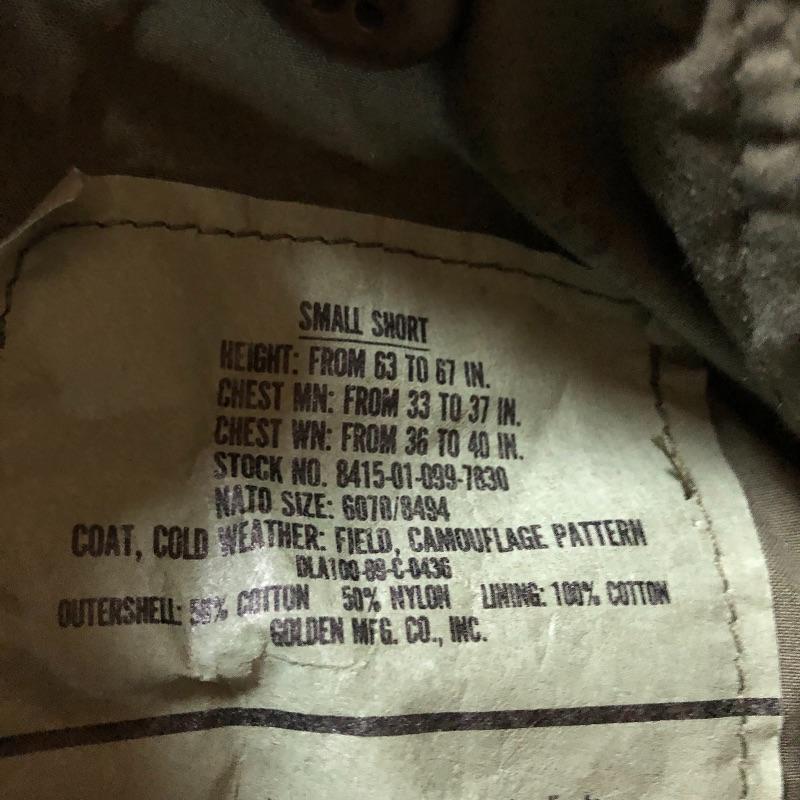 SMALL SHORT
HEIGHT: FROM 63 TO 67 IN.
CHEST MN: FROM 33 TO 37 IN.
CHEST WN: FROM 36 TO 40 IN.
STOCK NO. 8415-01-099-7830
NATO SIZE: 6070/8494
COAT, COLD WEATHER: FIELD, CAMOUFLAGE PATTERN
DLA100-89-C-0436
OUTERSHELL: 50% COTTON 50% NYLON LINING: 100% COTTON
GOLDEN MFG. CO., INC.